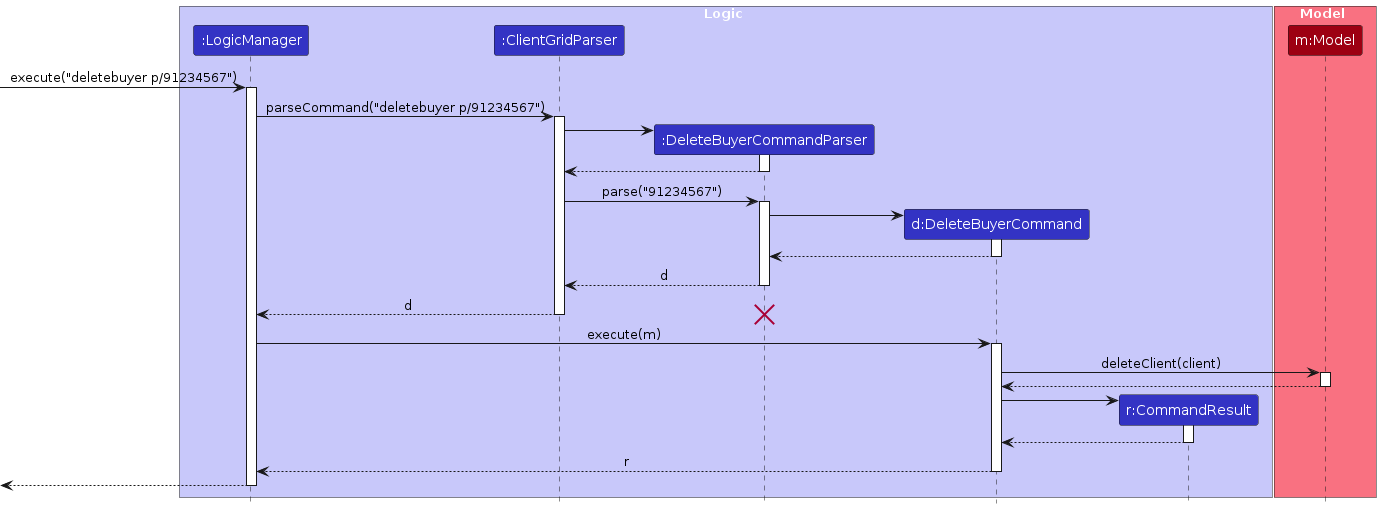 Logic
Model
:LogicManager
:ClientGridParser
m:Model
execute("deletebuyer p/91234567")
parseCommand("deletebuyer p/91234567")
:DeleteBuyerCommandParser
parse("91234567")
d:DeleteBuyerCommand
d
d
execute(m)
deleteClient(client)
r:CommandResult
r